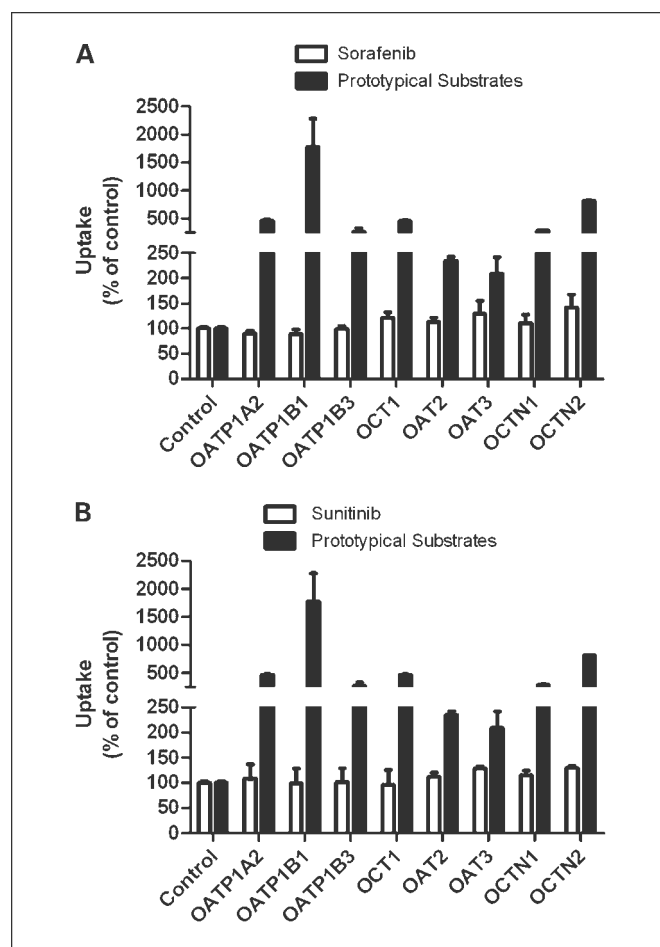 A
Sorafenib
Prototypical Substrates
2500
2000
1500
1000
500
250
200
150
100
50
0
Uptake
(% of control)
Control
OATP1A2
OATP1B1
OATP1B3
OCT1
OAT2
OAT3
OCTN1
OCTN2
B
Sunitinib
Prototypical Substrates
2500
2000
1500
1000
500
250
200
150
100
50
0
Uptake
(% of control)
Control
OATP1A2
OATP1B1
OATP1B3
OCT1
OAT2
OAT3
OCTN1
OCTN2